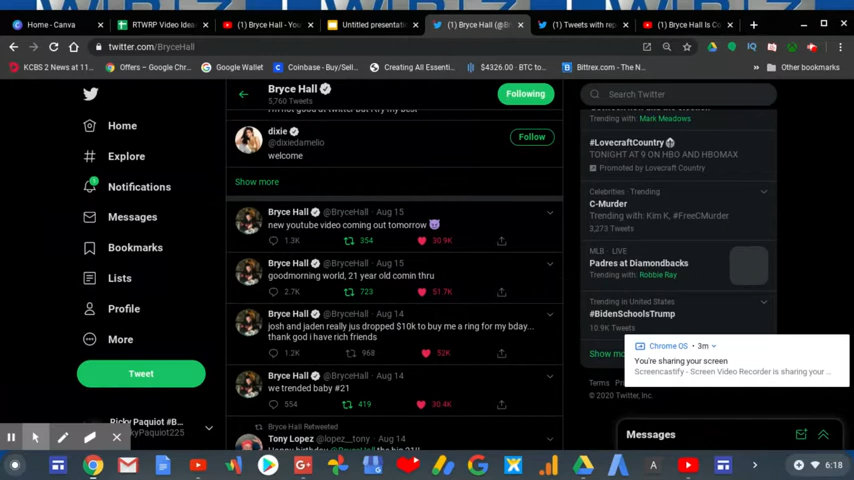 Home - Canva
RTWRP Video Idea
Bryce Hall - You
Untitled presentatio
(1) Bryce Hall (@Br
(1) Tweets with rep
(1) Bryce Hall Is Co
twitter.com/BryceHall
KCBS 2 News at 11...
Offers – Google Chr...
Google Wallet
Coinbase - Buy/Sell...
Creating All Essenti...
$4326.00 - BTC to...
Bittrex.com - The N...
Other bookmarks
Home
Explore
1
Notifications
Messages
Bookmarks
Lists
Profile
More
Tweet
Ricky Paquiot #B...
Paquiot225
Bryce Hall
5,760 Tweets
Following
dixie
@dixiedamelio
welcome
Follow
Show more
Bryce Hall @BryceHall · Aug 15
new youtube video coming out tomorrow 😈
1.3K 354 30.9K
Bryce Hall @BryceHall · Aug 15
goodmorning world, 21 year old comin thru
2.7K 723 51.7K
Bryce Hall @BryceHall · Aug 14
josh and jaden really jus dropped $10k to buy me a ring for my bday...
thank god i have rich friends
1.2K 968 52K
Bryce Hall @BryceHall · Aug 14
we trended baby #21
554 419 30.4K
Bryce Hall Retweeted
Tony Lopez @lopez__tony · Aug 14
Search Twitter
Trending with: Mark Meadows
#LovecraftCountry
TONIGHT AT 9 ON HBO AND HBOMAX
Promoted by Lovecraft Country
Celebrities · Trending
C-Murder
Trending with: Kim K, #FreeCMurder
3,273 Tweets
MLB · LIVE
Padres at Diamondbacks
Trending with: Robbie Ray
Trending in United States
#BidenSchoolsTrump
10.9K Tweets
Show mo
Terms
© 2020 Twitter, Inc.
Chrome OS · 3m
You're sharing your screen
Screencastify - Screen Video Recorder is sharing your ...
Messages
6:18